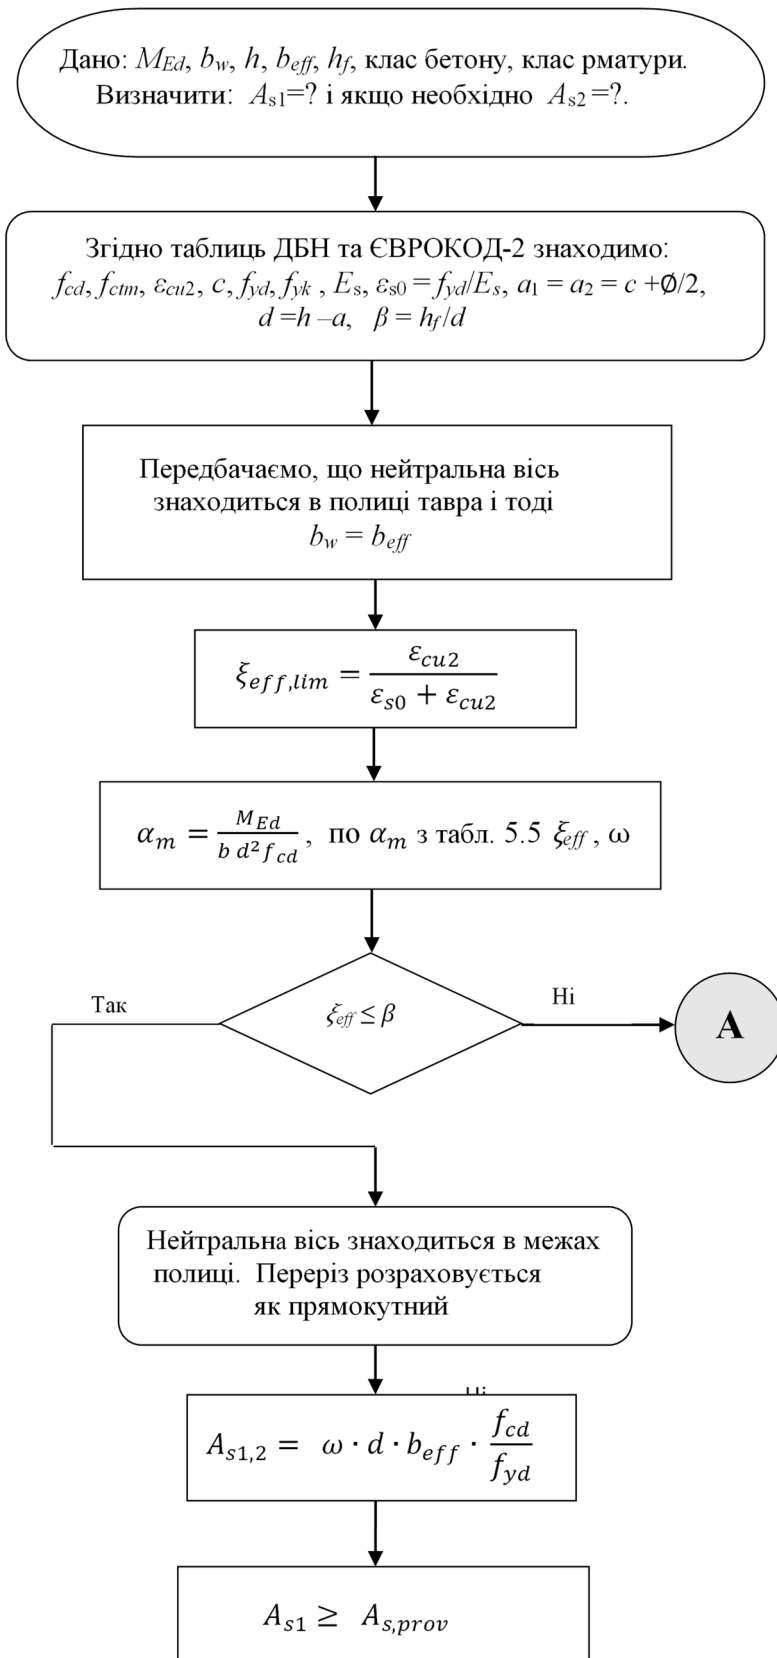 Дано: M_Ed, b_w, h, b_eff, h_f, клас бетону, клас рматури.
Визначити: A_s1=? і якщо необхідно A_s2 =?.
Згідно таблиць ДБН та ЄВРОКОД-2 знаходимо:
f_cd, f_ctm, ε_cu2, c, f_yd, f_yk , E_s, ε_s0 = f_yd/E_s, a_1 = a_2 = c +∅/2,
d =h –a, β = h_f/d
Передбачаємо, що нейтральна вісь
знаходиться в полиці тавра і тоді
b_w = b_eff
ξ_eff,lim = ε_cu2 / (ε_s0 + ε_cu2)
α_m = M_Ed / (b d² f_cd), по α_m з табл. 5.5 ξ_eff , ω
Так
ξ_eff ≤ β
Ні
А
Нейтральна вісь знаходиться в межах
полиці. Переріз розраховується
як прямокутний
A_s1,2 = ω · d · b_eff · f_cd / f_yd
A_s1 ≥ A_s,prov